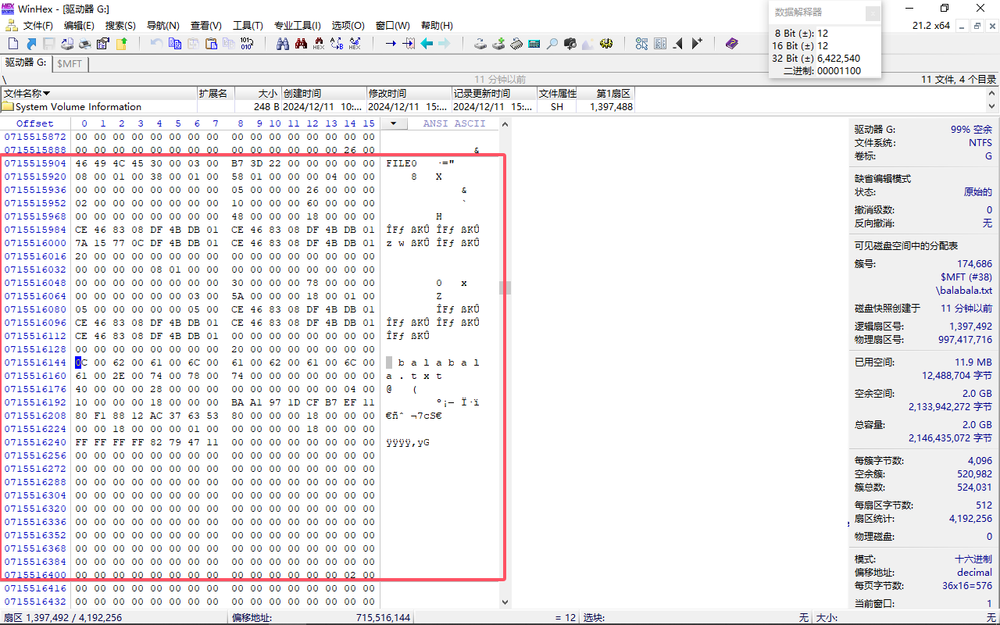 WinHex - [驱动器 G:]
文件(F) 编辑(E) 搜索(S) 导航(N) 查看(V) 工具(T) 专业工具(I) 选项(O) 窗口(W) 帮助(H)
21.2 x64
数据解释器
8 Bit (±): 12
16 Bit (±): 12
32 Bit (±) 6,422,540
二进制: 00001100
驱动器 G: $MFT
\ 11 分钟以前 11 文件, 4 个目录
文件名称 扩展名 大小 创建时间 修改时间 记录更新时间 文件属性 第1扇区
System Volume Information 248 B 2024/12/11 10:... 2024/12/11 15:... 2024/12/11 15:... SH 1,397,488
Offset 0 1 2 3 4 5 6 7 8 9 10 11 12 13 14 15 ANSI ASCII
0715515872 00 00 00 00 00 00 00 00 00 00 00 00 00 00 00 00
0715515888 00 00 00 00 00 00 00 00 00 00 00 00 00 00 26 00 &
0715515904 46 49 4C 45 30 00 03 00 B7 3D 22 00 00 00 00 00 FILE0 ·="
0715515920 08 00 01 00 38 00 01 00 58 01 00 00 00 04 00 00 8 X
0715515936 00 00 00 00 00 00 00 00 05 00 00 00 26 00 00 00 &
0715515952 02 00 00 00 00 00 00 00 10 00 00 00 60 00 00 00 `
0715515968 00 00 00 00 00 00 00 00 48 00 00 00 18 00 00 00 H
0715515984 CE 46 83 08 DF 4B DB 01 CE 46 83 08 DF 4B DB 01 ÎFƒ ßKÛ ÎFƒ ßKÛ
0715516000 7A 15 77 0C DF 4B DB 01 CE 46 83 08 DF 4B DB 01 z w ßKÛ ÎFƒ ßKÛ
0715516016 20 00 00 00 00 00 00 00 00 00 00 00 00 00 00 00
0715516032 00 00 00 00 08 01 00 00 00 00 00 00 00 00 00 00
0715516048 00 00 00 00 00 00 00 00 30 00 00 00 78 00 00 00 0 x
0715516064 00 00 00 00 00 00 03 00 5A 00 00 00 18 00 01 00 Z
0715516080 05 00 00 00 00 00 05 00 CE 46 83 08 DF 4B DB 01 ÎFƒ ßKÛ
0715516096 CE 46 83 08 DF 4B DB 01 CE 46 83 08 DF 4B DB 01 ÎFƒ ßKÛ ÎFƒ ßKÛ
0715516112 CE 46 83 08 DF 4B DB 01 00 00 00 00 00 00 00 00 ÎFƒ ßKÛ
0715516128 00 00 00 00 00 00 00 00 20 00 00 00 00 00 00 00
0715516144 0C 00 62 00 61 00 6C 00 61 00 62 00 61 00 6C 00 b a l a b a l
0715516160 61 00 2E 00 74 00 78 00 74 00 00 00 00 00 00 00 a . t x t
0715516176 40 00 00 00 28 00 00 00 00 00 00 00 00 00 04 00 @ (
0715516192 10 00 00 00 18 00 00 00 BA A1 97 1D CF B7 EF 11 º¡— Ï·ï
0715516208 80 F1 88 12 AC 37 63 53 80 00 00 00 18 00 00 00 €ñˆ ¬7cS€
0715516224 00 00 18 00 00 00 01 00 00 00 00 00 18 00 00 00
0715516240 FF FF FF FF 82 79 47 11 00 00 00 00 00 00 00 00 ÿÿÿÿ‚yG
0715516256 00 00 00 00 00 00 00 00 00 00 00 00 00 00 00 00
0715516272 00 00 00 00 00 00 00 00 00 00 00 00 00 00 00 00
0715516288 00 00 00 00 00 00 00 00 00 00 00 00 00 00 00 00
0715516304 00 00 00 00 00 00 00 00 00 00 00 00 00 00 00 00
0715516320 00 00 00 00 00 00 00 00 00 00 00 00 00 00 00 00
0715516336 00 00 00 00 00 00 00 00 00 00 00 00 00 00 00 00
0715516352 00 00 00 00 00 00 00 00 00 00 00 00 00 00 00 00
0715516368 00 00 00 00 00 00 00 00 00 00 00 00 00 00 00 00
0715516384 00 00 00 00 00 00 00 00 00 00 00 00 00 00 00 00
0715516400 00 00 00 00 00 00 00 00 00 00 00 00 00 00 02 00
0715516416 00 00 00 00 00 00 00 00 00 00 00 00 00 00 00 00
0715516432 00 00 00 00 00 00 00 00 00 00 00 00 00 00 00 00
驱动器 G: 99% 空余
文件系统: NTFS
卷标: G
缺省编辑模式
状态: 原始的
撤消级数: 0
反向撤消: 无
可见磁盘空间中的分配表
簇号: 174,686
$MFT (#38)
\balabala.txt
磁盘快照创建于 11 分钟以前
逻辑扇区号: 1,397,492
物理扇区号: 997,417,716
已用空间: 11.9 MB
12,488,704 字节
空余空间: 2.0 GB
2,133,942,272 字节
总容量: 2.0 GB
2,146,435,072 字节
每簇字节数: 4,096
空余簇: 520,982
簇总数: 524,031
每扇区字节数: 512
扇区统计: 4,192,256
物理磁盘: 0
模式: 十六进制
偏移地址: decimal
每页字节数: 36x16=576
当前窗口: 1
扇区 1,397,492 / 4,192,256 偏移地址: 715,516,144 = 12 选块: 无 大小: 无